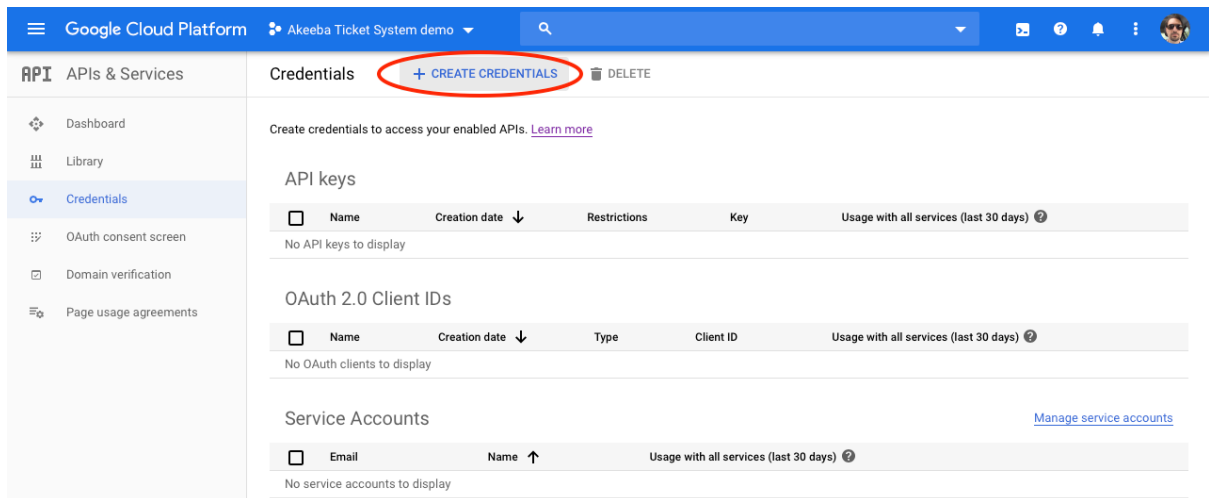 Google Cloud Platform Akeeba Ticket System demo
API APIs & Services Credentials + CREATE CREDENTIALS DELETE
Dashboard
Library
Credentials
OAuth consent screen
Domain verification
Page usage agreements
Create credentials to access your enabled APIs. Learn more
API keys
Name Creation date Restrictions Key Usage with all services (last 30 days)
No API keys to display
OAuth 2.0 Client IDs
Name Creation date Type Client ID Usage with all services (last 30 days)
No OAuth clients to display
Service Accounts Manage service accounts
Email Name Usage with all services (last 30 days)
No service accounts to display